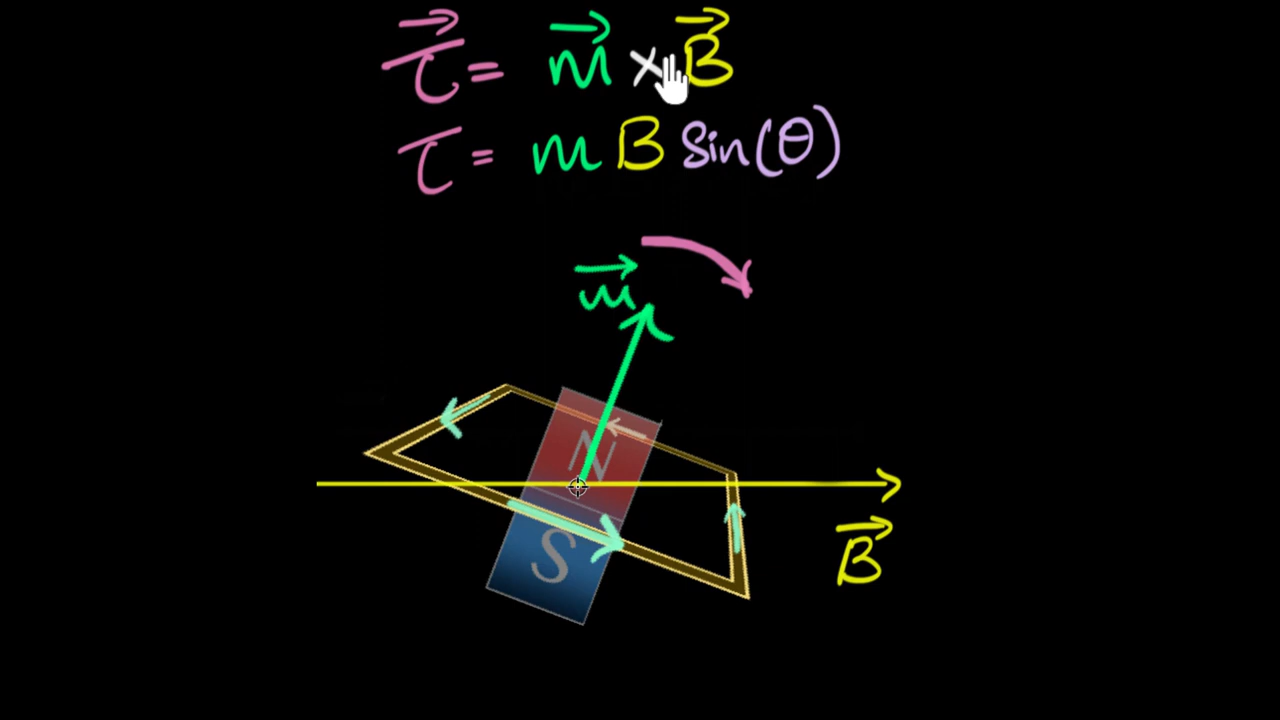 τ⃗ = m⃗ × B⃗
τ = m B Sin(θ)
m⃗
N
S
B⃗